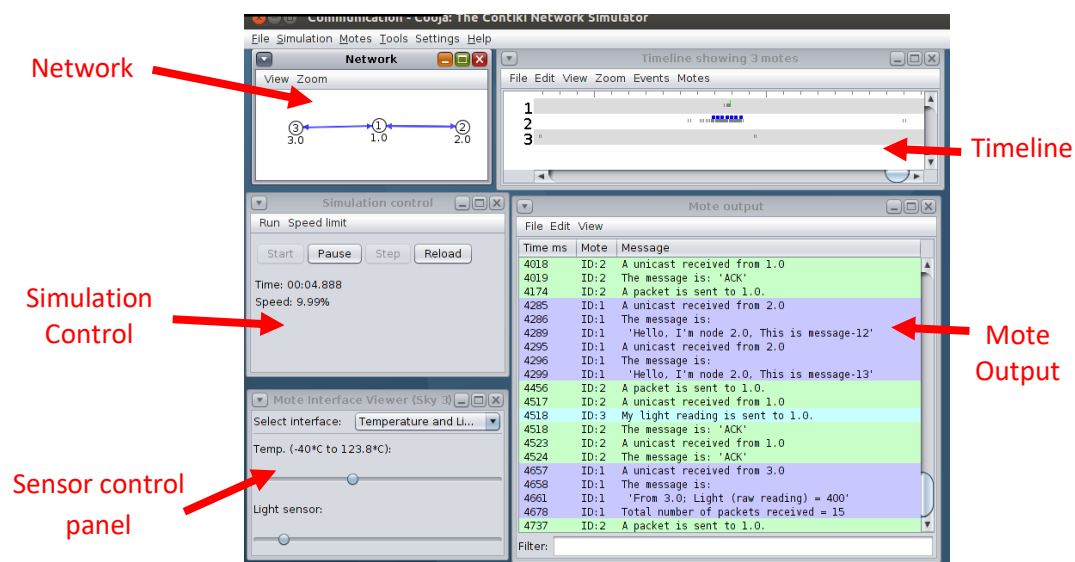 Communication - Cooja: The Contiki Network Simulator
File Simulation Motes Tools Settings Help
Network
Network
View Zoom
3
1
2
3.0
1.0
2.0
Timeline showing 3 motes
File Edit View Zoom Events Motes
1
2
3
Timeline
Simulation control
Run Speed limit
Start Pause Step Reload
Time: 00:04.888
Speed: 9.99%
Simulation
Control
Mote output
File Edit View
Time ms Mote Message
4018 ID:2 A unicast received from 1.0
4019 ID:2 The message is: 'ACK'
4174 ID:2 A packet is sent to 1.0.
4285 ID:1 A unicast received from 2.0
4286 ID:1 The message is:
4289 ID:1 'Hello, I'm node 2.0, This is message-12'
4295 ID:1 A unicast received from 2.0
4296 ID:1 The message is:
4299 ID:1 'Hello, I'm node 2.0, This is message-13'
4456 ID:2 A packet is sent to 1.0.
4517 ID:2 A unicast received from 1.0
4518 ID:3 My light reading is sent to 1.0.
4518 ID:2 The message is: 'ACK'
4523 ID:2 A unicast received from 1.0
4524 ID:2 The message is: 'ACK'
4657 ID:1 A unicast received from 3.0
4658 ID:1 The message is:
4661 ID:1 'From 3.0; Light (raw reading) = 400'
4678 ID:1 Total number of packets received = 15
4737 ID:2 A packet is sent to 1.0.
Filter:
Mote
Output
Mote Interface Viewer (Sky 3)
Select interface: Temperature and Li...
Temp. (-40*C to 123.8*C):
Light sensor:
Sensor control
panel